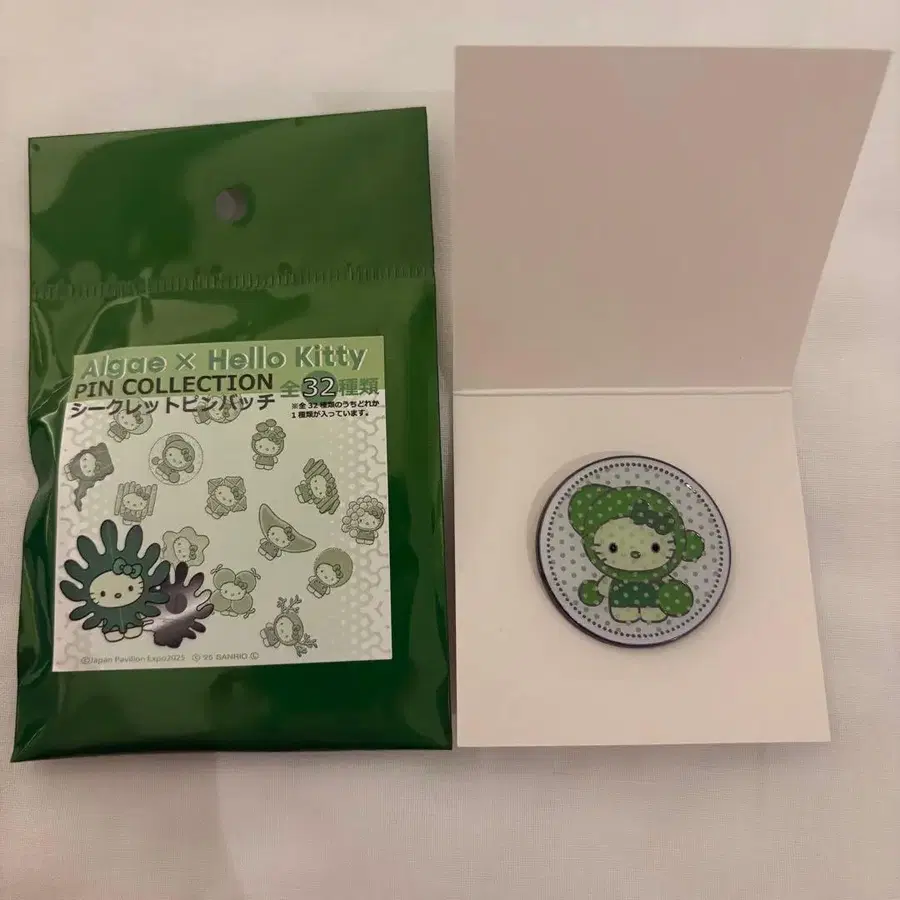 Algae × Hello Kitty
PIN COLLECTION 全32種類
シークレットピンバッチ
※全32種類のうちどれか
1種類が入っています。
©Japan Pavilion Expo2025 ©'95 SANRIO Ⓛ